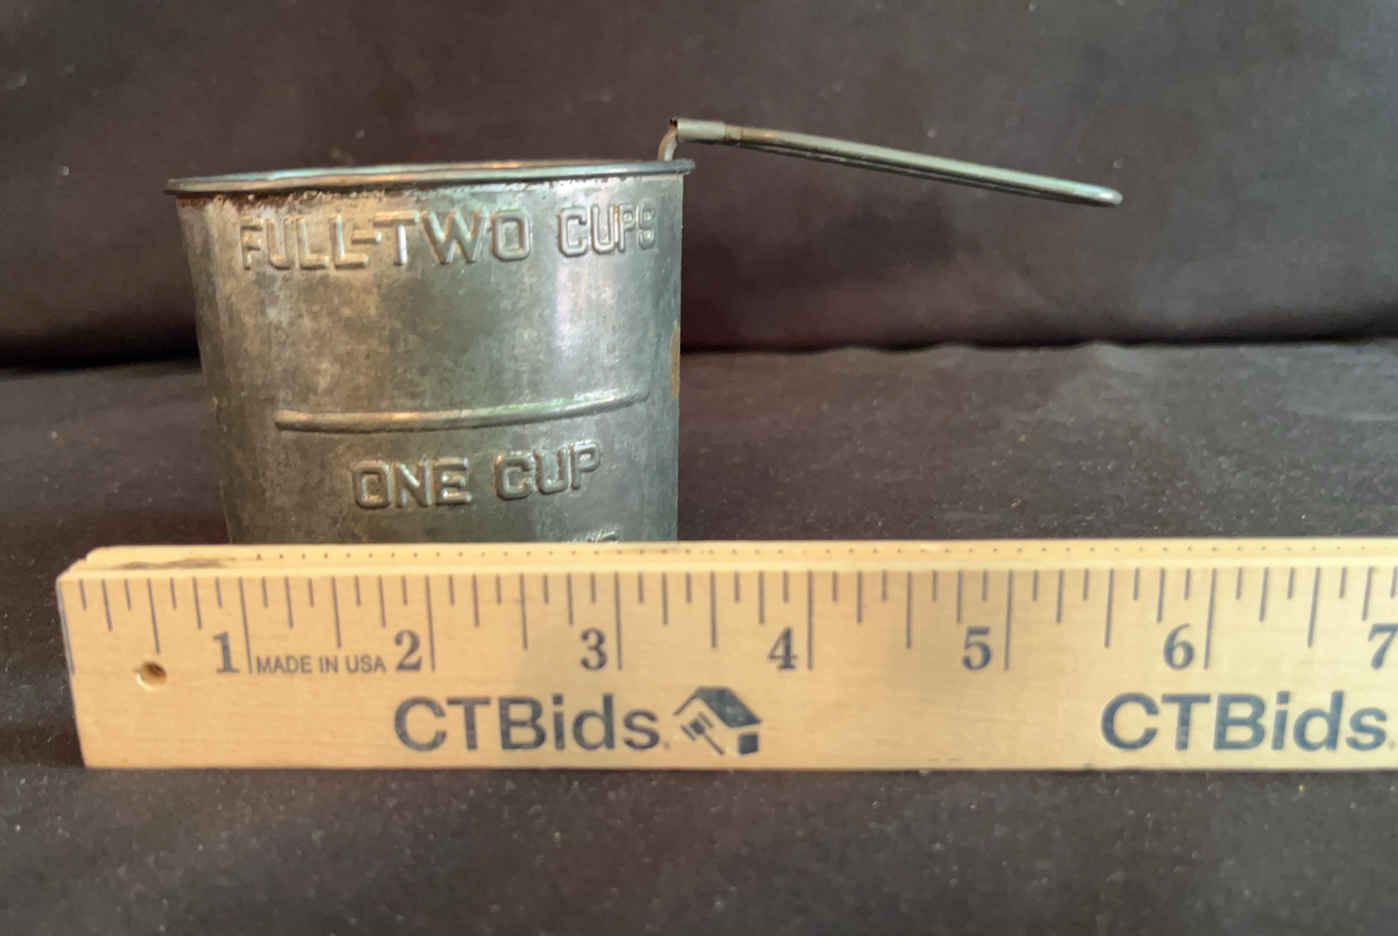 FULL-TWO CUPS
ONE CUP
1 MADE IN USA 2 3 4 5 6 7
CTBids. CTBids.